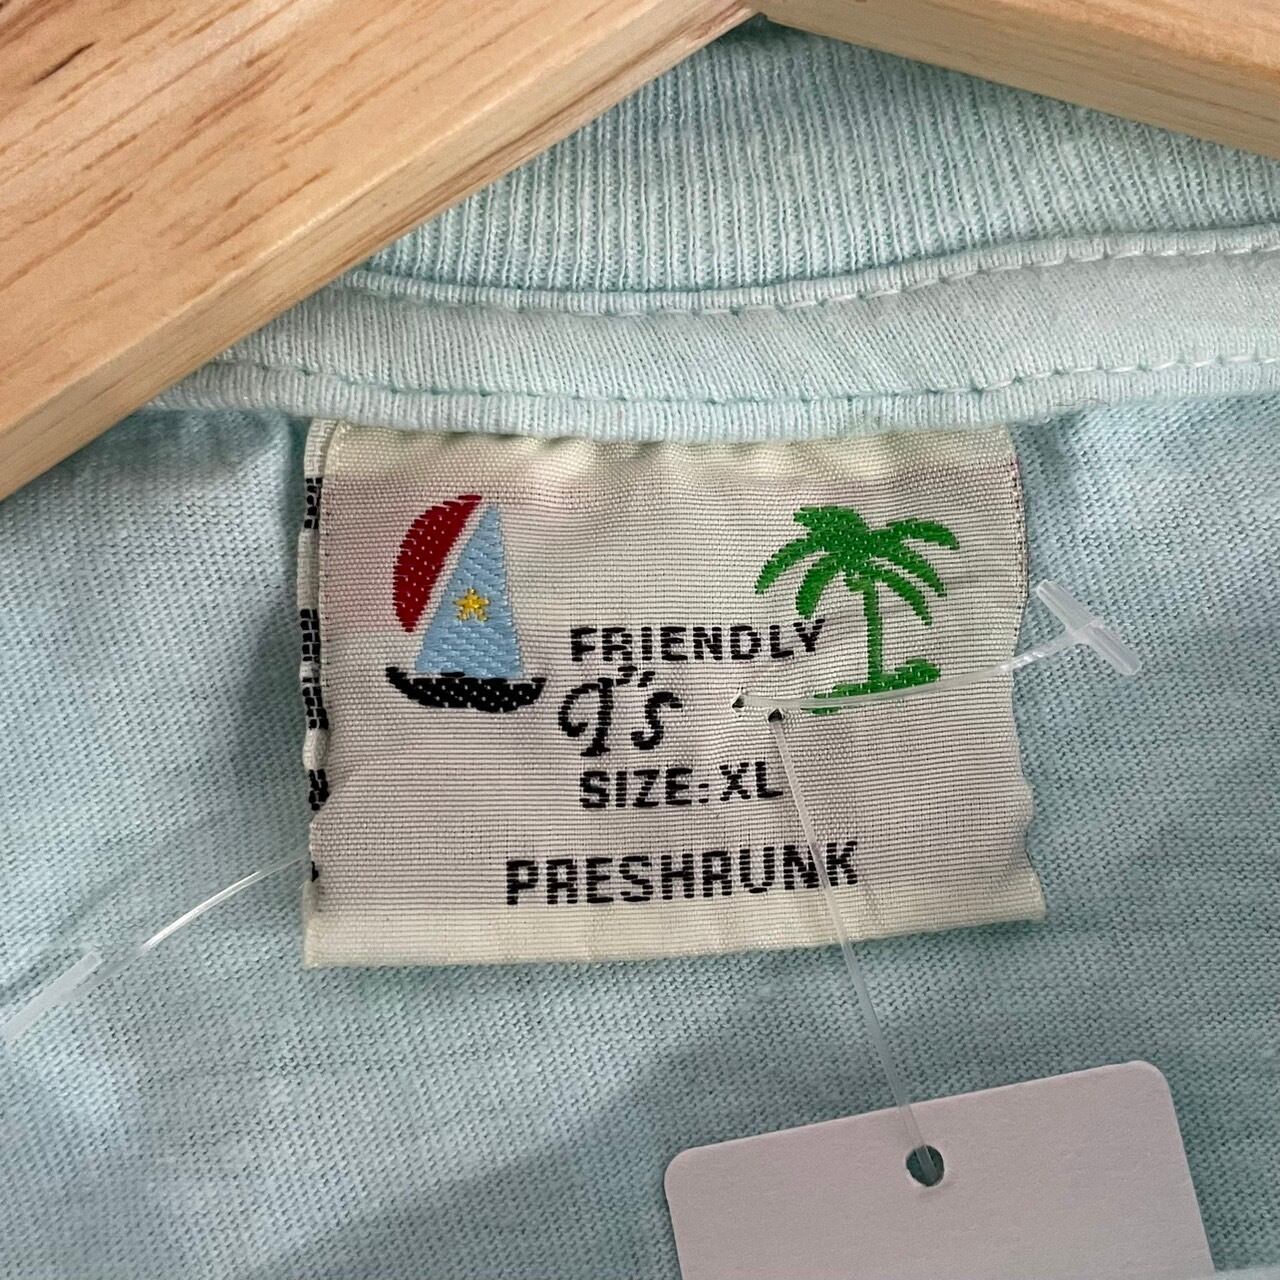 FRIENDLY
"J's
SIZE:XL
PRESHRUNK